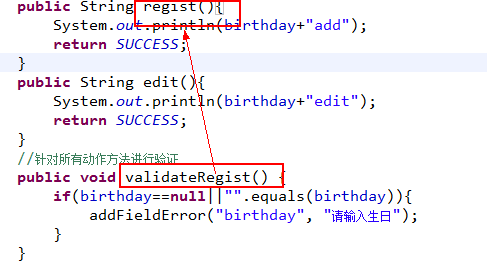 public String regist(){
System.out.println(birthday+"add");
return SUCCESS;
}
public String edit(){
System.out.println(birthday+"edit");
return SUCCESS;
}
//针对所有动作方法进行验证
public void validateRegist() {
if(birthday==null||"".equals(birthday)){
addFieldError("birthday", "请输入生日");
}
}